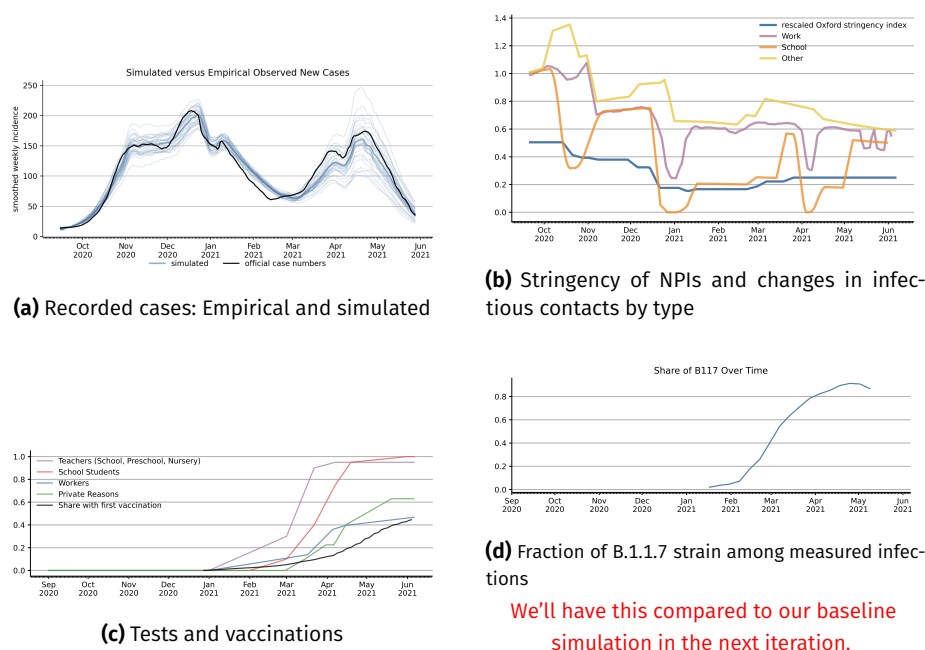 Simulated versus Empirical Observed New Cases
smoothed weekly incidence
250
200
150
100
50
0
Oct 2020
Nov 2020
Dec 2020
Jan 2021
Feb 2021
Mar 2021
Apr 2021
May 2021
Jun 2021
simulated
official case numbers
(a) Recorded cases: Empirical and simulated
1.4
1.2
1.0
0.8
0.6
0.4
0.2
0.0
rescaled Oxford stringency index
Work
School
Other
Oct 2020
Nov 2020
Dec 2020
Jan 2021
Feb 2021
Mar 2021
Apr 2021
May 2021
Jun 2021
(b) Stringency of NPIs and changes in infec-
tious contacts by type
1.0
0.8
0.6
0.4
0.2
0.0
Teachers (School, Preschool, Nursery)
School Students
Workers
Private Reasons
Share with first vaccination
Sep 2020
Oct 2020
Nov 2020
Dec 2020
Jan 2021
Feb 2021
Mar 2021
Apr 2021
May 2021
Jun 2021
(c) Tests and vaccinations
Share of B117 Over Time
0.8
0.6
0.4
0.2
0.0
Sep 2020
Oct 2020
Nov 2020
Dec 2020
Jan 2021
Feb 2021
Mar 2021
Apr 2021
May 2021
Jun 2021
(d) Fraction of B.1.1.7 strain among measured infec-
tions
We'll have this compared to our baseline
simulation in the next iteration.